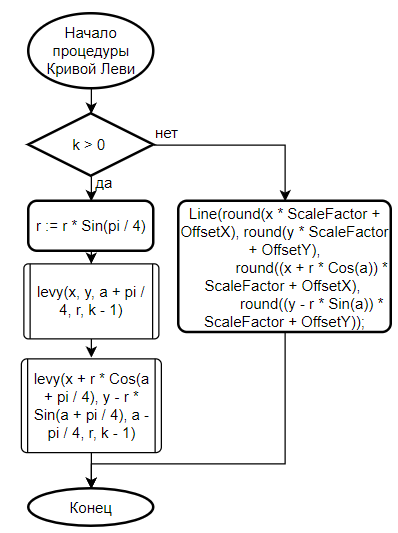 Начало
процедуры
Кривой Леви
k > 0
нет
да
r := r * Sin(pi / 4)
levy(x, y, a + pi /
4, r, k - 1)
levy(x + r * Cos(a
+ pi / 4), y - r *
Sin(a + pi / 4), a -
pi / 4, r, k - 1)
Line(round(x * ScaleFactor +
OffsetX), round(y * ScaleFactor
+ OffsetY),
round((x + r * Cos(a)) *
ScaleFactor + OffsetX),
round((y - r * Sin(a)) *
ScaleFactor + OffsetY));
Конец